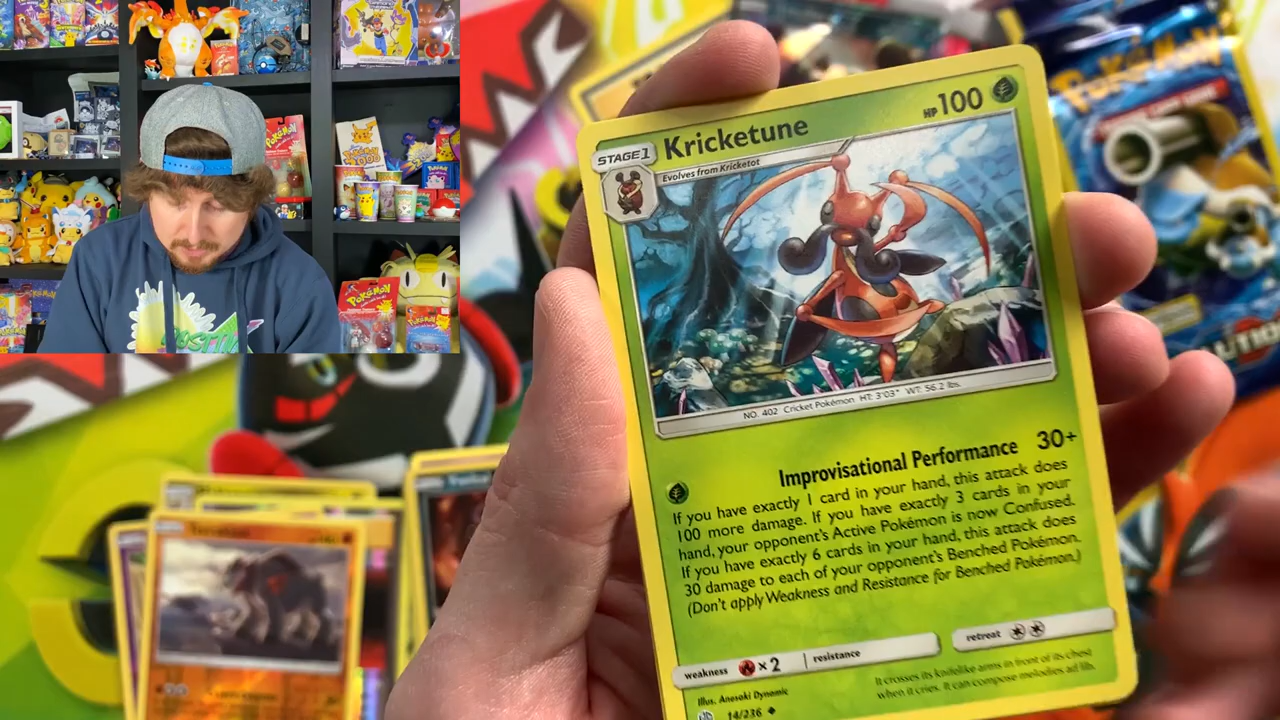 Kricketune
HP 100
STAGE1
Evolves from Kricketot
NO. 402 Cricket Pokémon HT: 3'03" WT: 56.2 lbs.
Improvisational Performance 30+
If you have exactly 1 card in your hand, this attack does
100 more damage. If you have exactly 3 cards in your
hand, your opponent's Active Pokémon is now Confused.
If you have exactly 6 cards in your hand, this attack does
30 damage to each of your opponent's Benched Pokémon.
(Don't apply Weakness and Resistance for Benched Pokémon.)
weakness ×2 resistance
retreat
It crosses its knifelike arms in front of its chest
when it cries. It can compose melodies ad lib.
Illus. Anesaki Dynamic
14/236
POKéMON
POKéMON